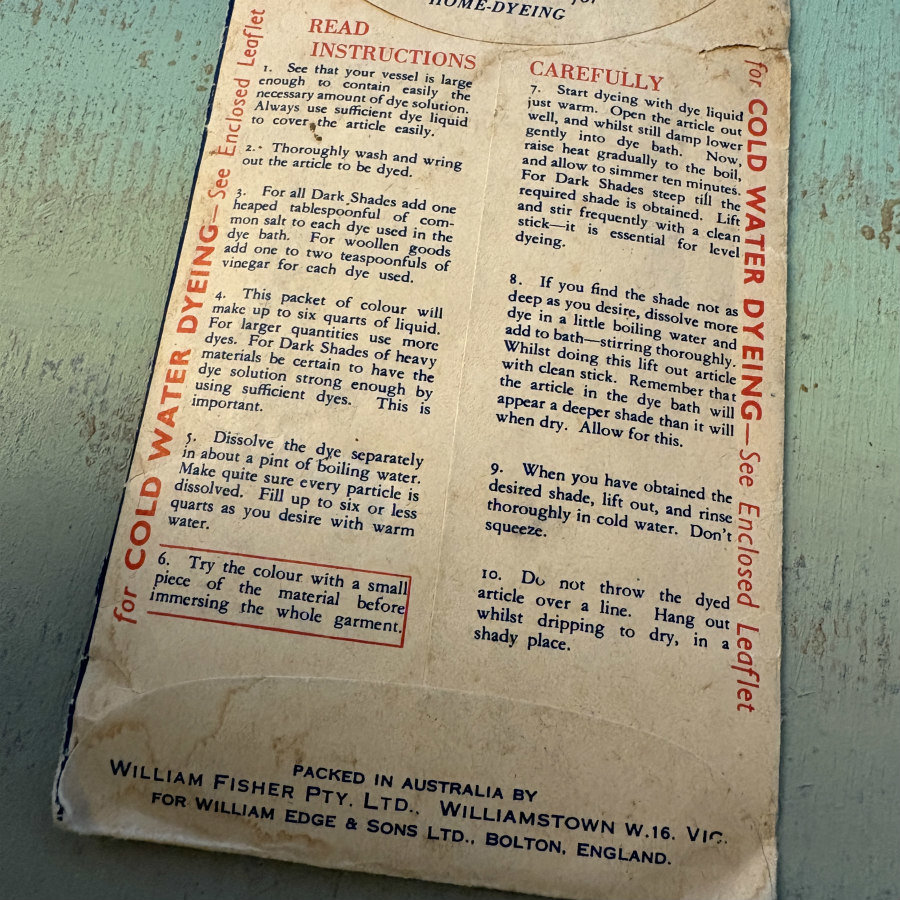 for
HOME-DYEING
READ
INSTRUCTIONS
1. See that your vessel is large
enough to contain easily the
necessary amount of dye solution.
Always use sufficient dye liquid
to cover the article easily.
2. Thoroughly wash and wring
out the article to be dyed.
3. For all Dark Shades add one
heaped tablespoonful of com-
mon salt to each dye used in the
dye bath. For woollen goods
add one to two teaspoonfuls of
vinegar for each dye used.
4. This packet of colour will
make up to six quarts of liquid.
For larger quantities use more
dyes. For Dark Shades of heavy
materials be certain to have the
dye solution strong enough by
using sufficient dyes. This is
important.
5. Dissolve the dye separately
in about a pint of boiling water.
Make quite sure every particle is
dissolved. Fill up to six or less
quarts as you desire with warm
water.
6. Try the colour with a small
piece of the material before
immersing the whole garment.
CAREFULLY
7. Start dyeing with dye liquid
just warm. Open the article out
well, and whilst still damp lower
gently into dye bath. Now,
raise heat gradually to the boil,
and allow to simmer ten minutes.
For Dark Shades steep till the
required shade is obtained. Lift
and stir frequently with a clean
stick—it is essential for level
dyeing.
8. If you find the shade not as
deep as you desire, dissolve more
dye in a little boiling water and
add to bath—stirring thoroughly.
Whilst doing this lift out article
with clean stick. Remember that
the article in the dye bath will
appear a deeper shade than it will
when dry. Allow for this.
9. When you have obtained the
desired shade, lift out, and rinse
thoroughly in cold water. Don't
squeeze.
10. Do not throw the dyed
article over a line. Hang out
whilst dripping to dry, in a
shady place.
for COLD WATER DYEING—See Enclosed Leaflet
for COLD WATER DYEING—See Enclosed Leaflet
PACKED IN AUSTRALIA BY
WILLIAM FISHER PTY. LTD., WILLIAMSTOWN W.16. VIC.
FOR WILLIAM EDGE & SONS LTD., BOLTON, ENGLAND.